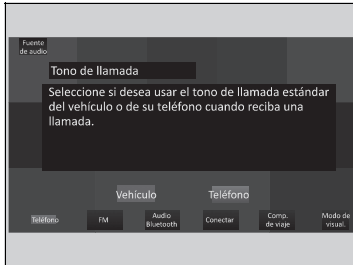 Fuente
de audio
Tono de llamada
Seleccione si desea usar el tono de llamada estándar
del vehículo o de su teléfono cuando reciba una
llamada.
Vehículo Teléfono
Teléfono FM Audio Bluetooth Conectar Comp. de viaje Modo de visual.